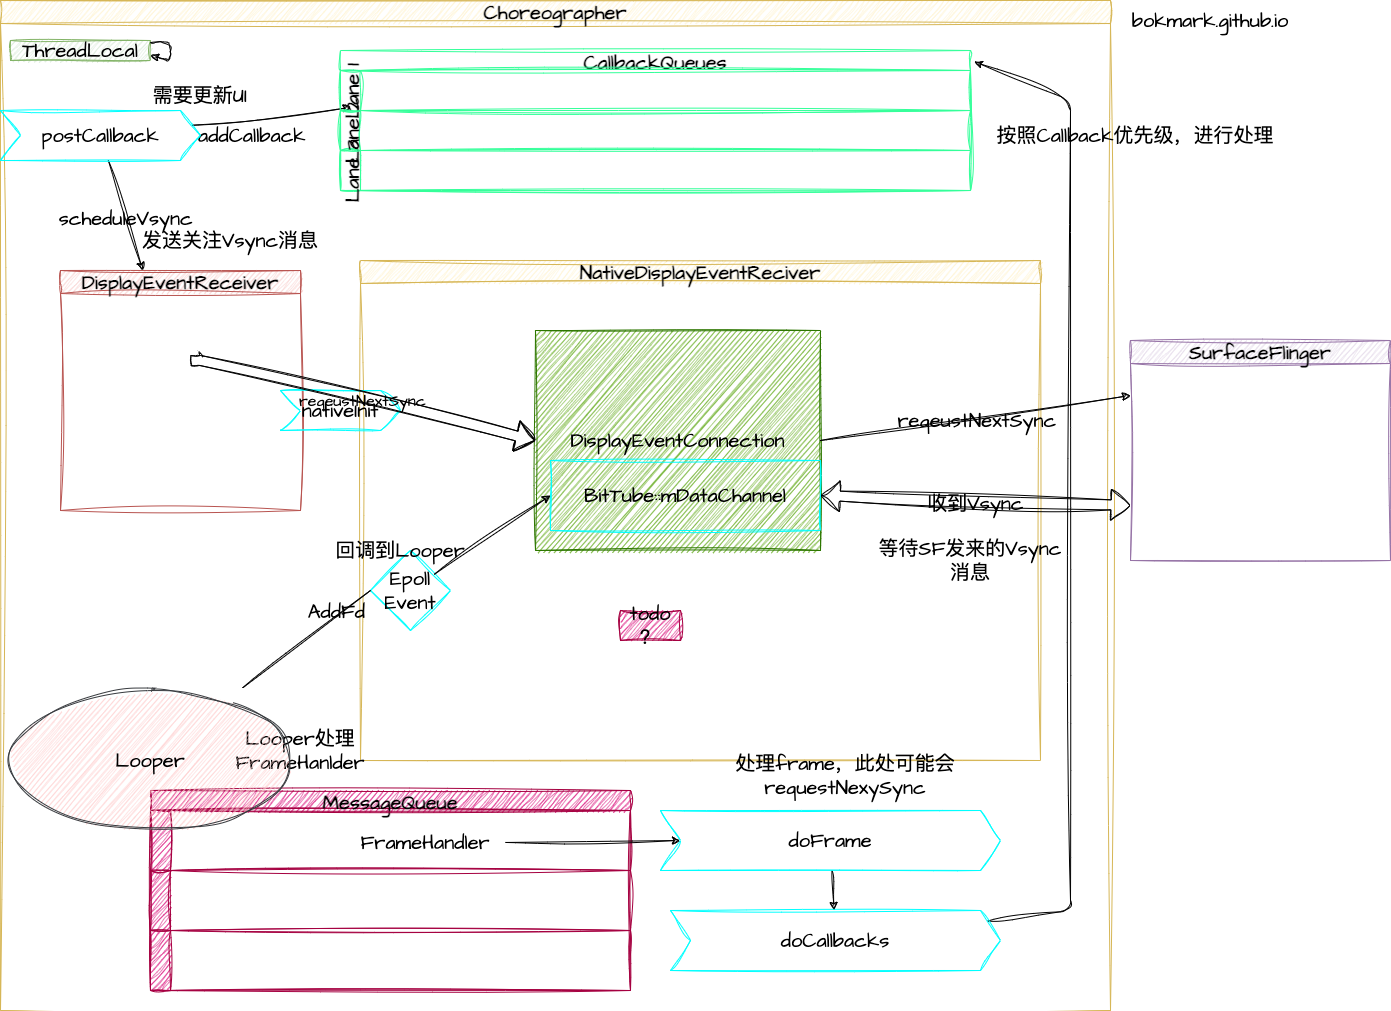 Choreographer
bokmark.github.io
ThreadLocal
CallbackQueues
Lane 1
Lane 2
Lane 3
需要更新UI
postCallback
addCallback
按照Callback优先级，进行处理
scheduleVsync
发送关注Vsync消息
DisplayEventReceiver
NativeDisplayEventReciver
SurfaceFlinger
reqeustNextSync
nativeInit
reqeustNextSync
DisplayEventConnection
BitTube::mDataChannel
收到Vsync
等待SF发来的Vsync
消息
回调到Looper
Epoll
Event
AddFd
todo
?
Looper处理
FrameHanlder
Looper
处理frame，此处可能会
requestNexySync
MessageQueue
FrameHandler
doFrame
doCallbacks